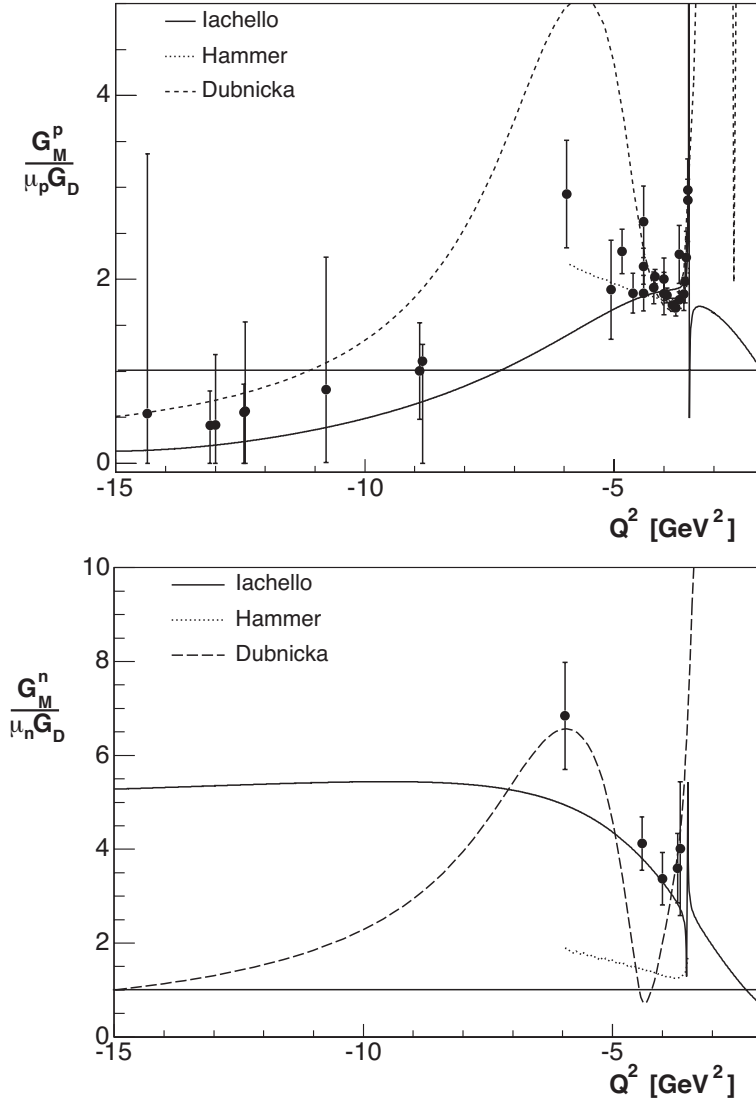 Iachello
Hammer
Dubnicka
4
2
0
G_M^p
μ_pG_D
-15
-10
-5
Q^2 [GeV^2]
10
8
6
4
2
0
Iachello
Hammer
Dubnicka
G_M^n
μ_nG_D
-15
-10
-5
Q^2 [GeV^2]